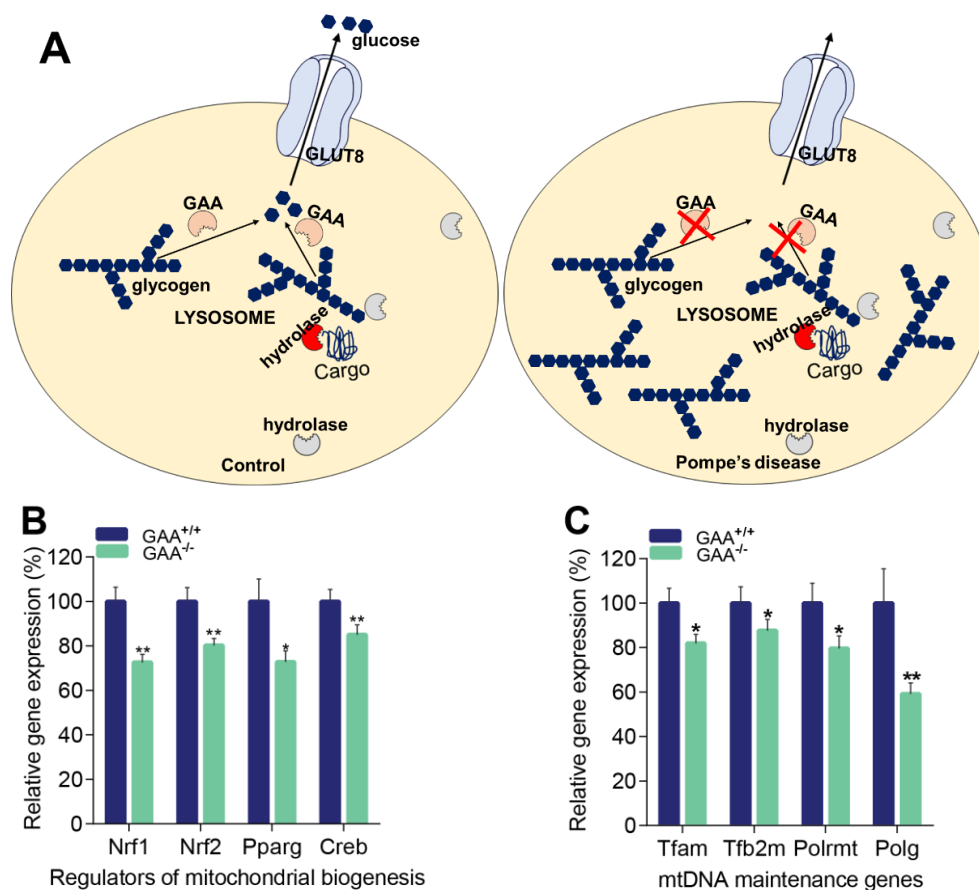 A
glucose
GLUT8
GAA
GAA
glycogen
LYSOSOME
hydrolase
Cargo
hydrolase
Control
GLUT8
GAA
GAA
glycogen
LYSOSOME
hydrolase
Cargo
hydrolase
Pompe's disease
B
GAA+/+
GAA-/-
Relative gene expression (%)
120
100
80
60
40
20
0
**
**
*
**
Nrf1 Nrf2 Pparg Creb
Regulators of mitochondrial biogenesis
C
GAA+/+
GAA-/-
Relative gene expression (%)
120
100
80
60
40
20
0
*
*
*
**
Tfam Tfb2m Polrmt Polg
mtDNA maintenance genes